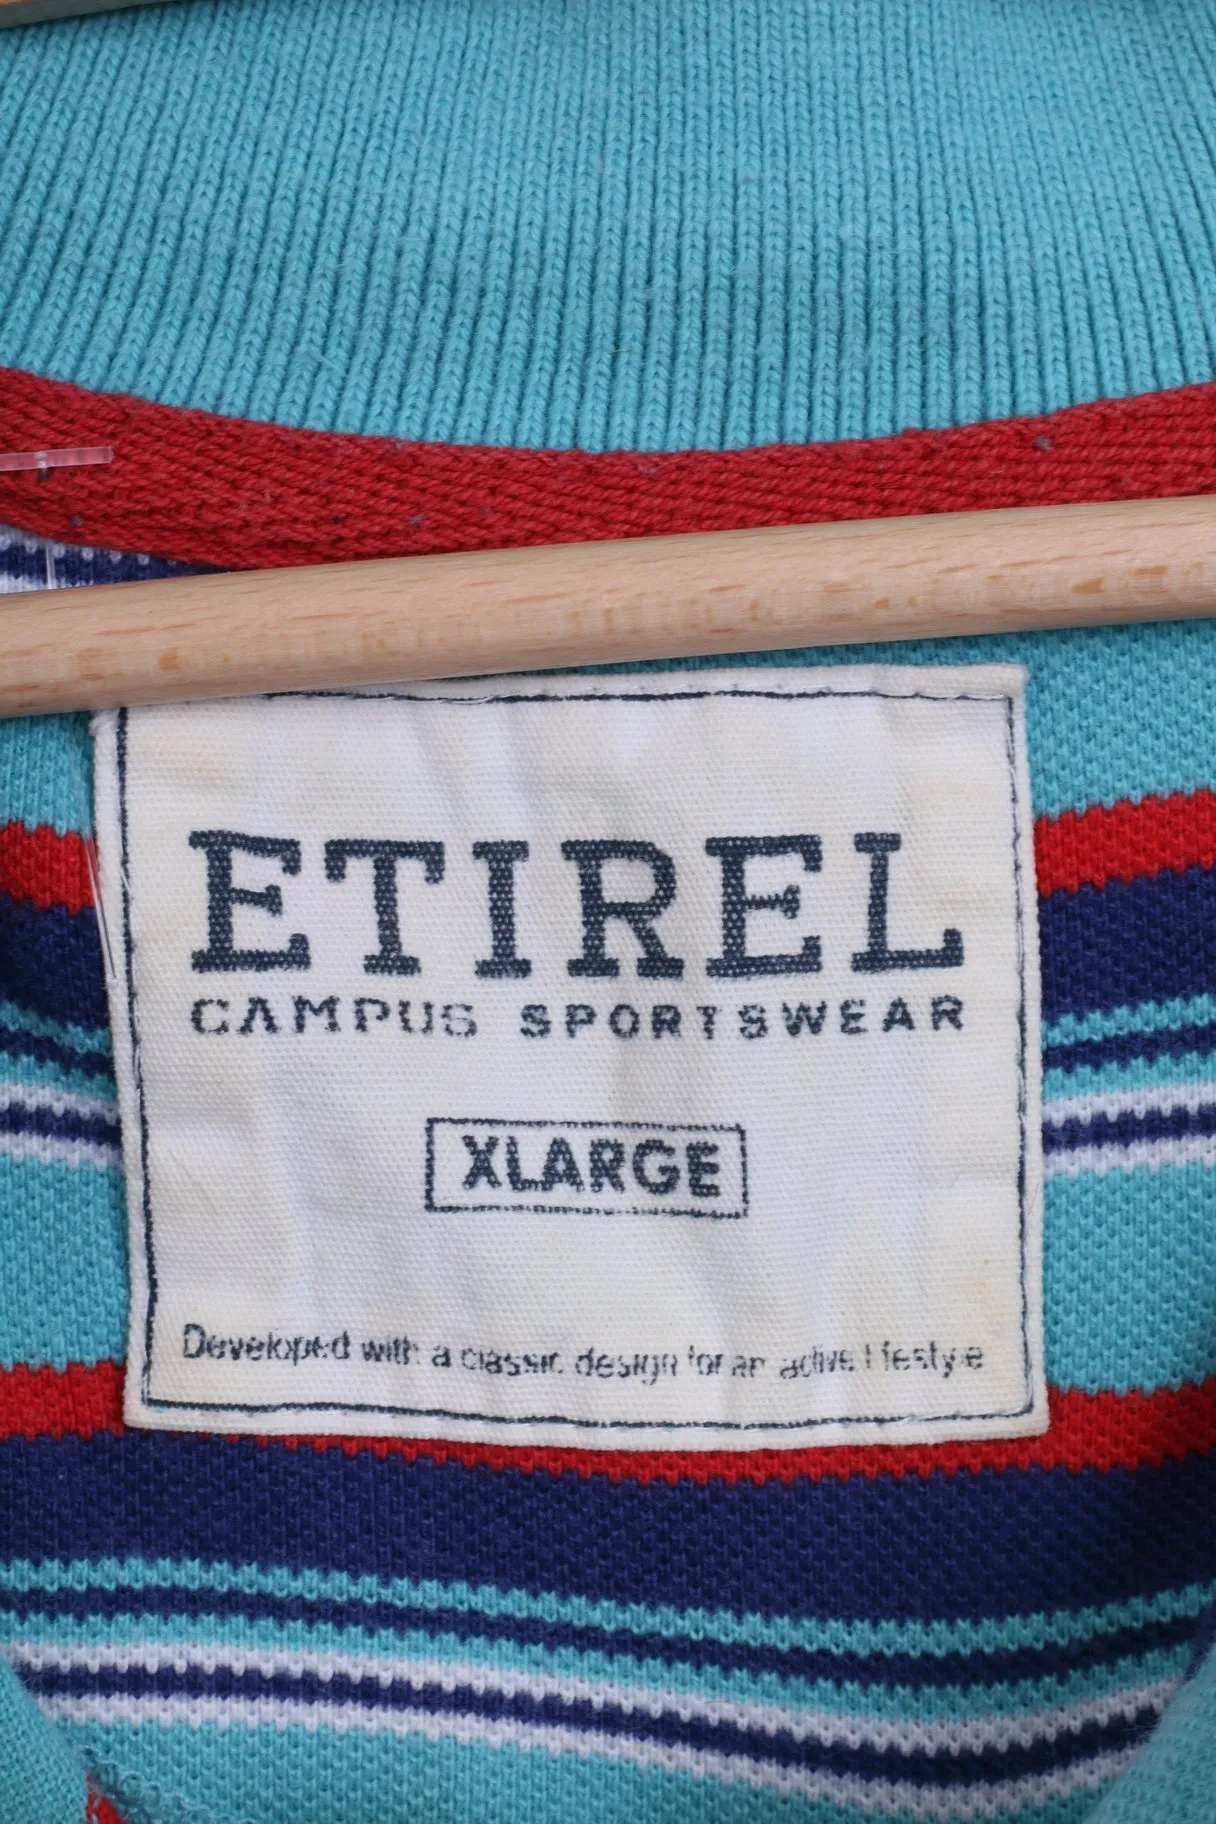 ETIREL
CAMPUS SPORTSWEAR
XLARGE
Developed with a classic design for an active lifestyle